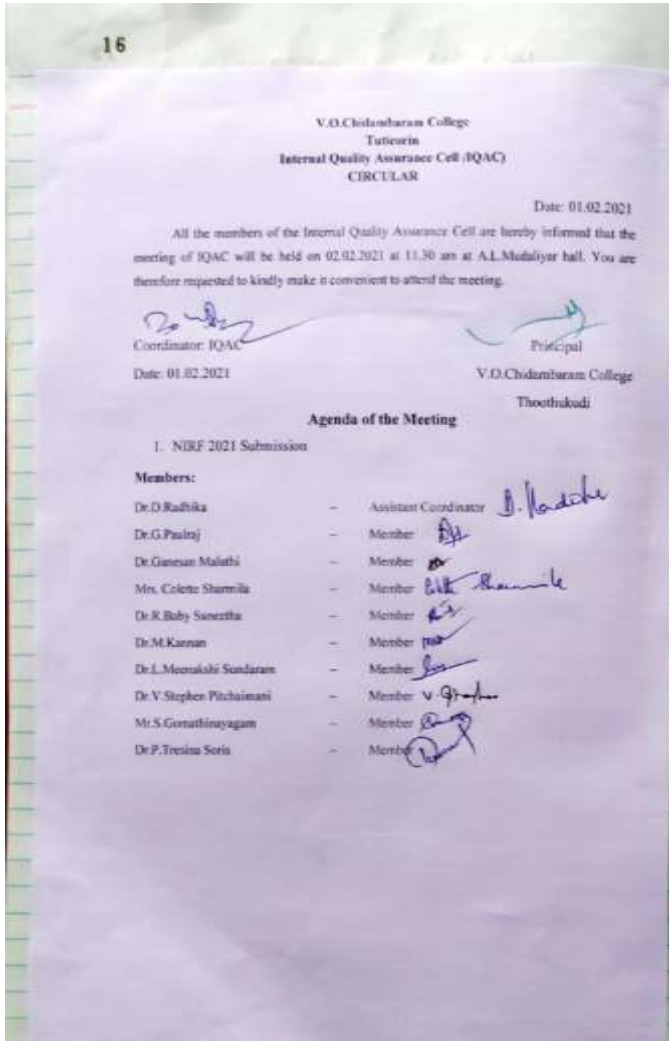 16
V.O.Chidambaram College
Tuticorin
Internal Quality Assurance Cell (IQAC)
CIRCULAR
Date: 01.02.2021
All the members of the Internal Quality Assurance Cell are hereby informed that the
meeting of IQAC will be held on 02.02.2021 at 11.30 am at A.L.Mudaliyar hall. You are
therefore requested to kindly make it convenient to attend the meeting.
Coordinator: IQAC
Principal
Date: 01.02.2021
V.O.Chidambaram College
Thoothukudi
Agenda of the Meeting
1. NIRF 2021 Submission
Members:
Dr.D.Radhika – Assistant Coordinator
Dr.G.Paulraj – Member
Dr.Ganesan Malathi – Member
Mrs. Colette Sharmila – Member
Dr.R.Baby Suneetha – Member
Dr.M.Kannan – Member
Dr.L.Meenakshi Sundaram – Member
Dr.V.Stephen Pitchaimani – Member
Mr.S.Gomathinayagam – Member
Dr.P.Tresina Soris – Member